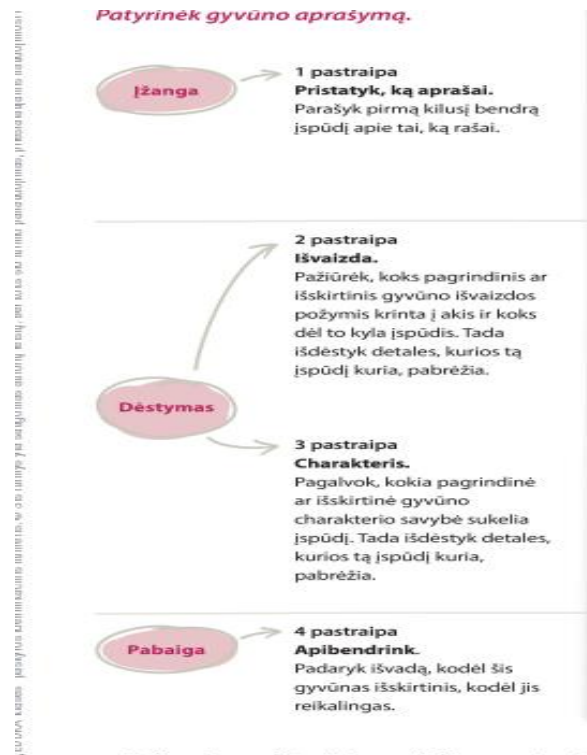 Patyrinėk gyvūno aprašymą.
Įžanga
1 pastraipa
Pristatyk, ką aprašai.
Parašyk pirmą kilusį bendrą
įspūdį apie tai, ką rašai.
Dėstymas
2 pastraipa
Išvaizda.
Pažiūrėk, koks pagrindinis ar
išskirtinis gyvūno išvaizdos
požymis krinta į akis ir koks
dėl to kyla įspūdis. Tada
išdėstyk detales, kurios tą
įspūdį kuria, pabrėžia.
3 pastraipa
Charakteris.
Pagalvok, kokia pagrindinė
ar išskirtinė gyvūno
charakterio savybė sukelia
įspūdį. Tada išdėstyk detales,
kurios tą įspūdį kuria,
pabrėžia.
Pabaiga
4 pastraipa
Apibendrink.
Padaryk išvadą, kodėl šis
gyvūnas išskirtinis, kodėl jis
reikalingas.